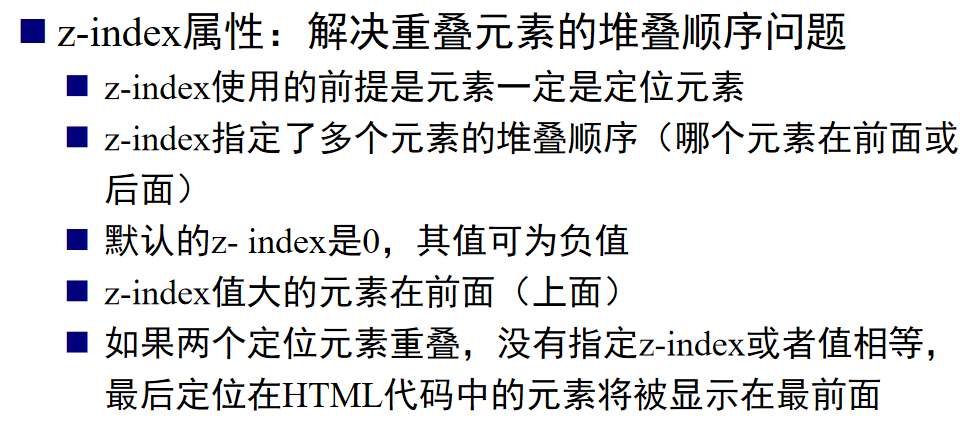 z-index属性：解决重叠元素的堆叠顺序问题
z-index使用的前提是元素一定是定位元素
z-index指定了多个元素的堆叠顺序（哪个元素在前面或
后面）
默认的z- index是0，其值可为负值
z-index值大的元素在前面（上面）
如果两个定位元素重叠，没有指定z-index或者值相等，
最后定位在HTML代码中的元素将被显示在最前面